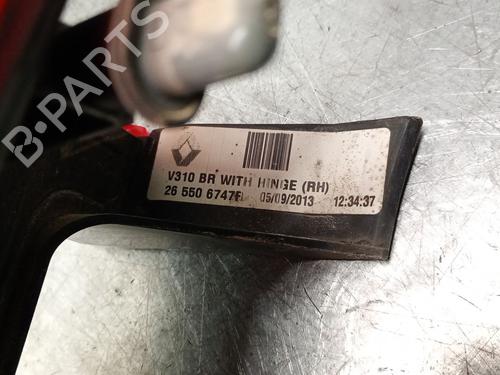 B-PARTS
V310 BR WITH HINGE (RH)
26 550 6747R 05/09/2013 12:34:37